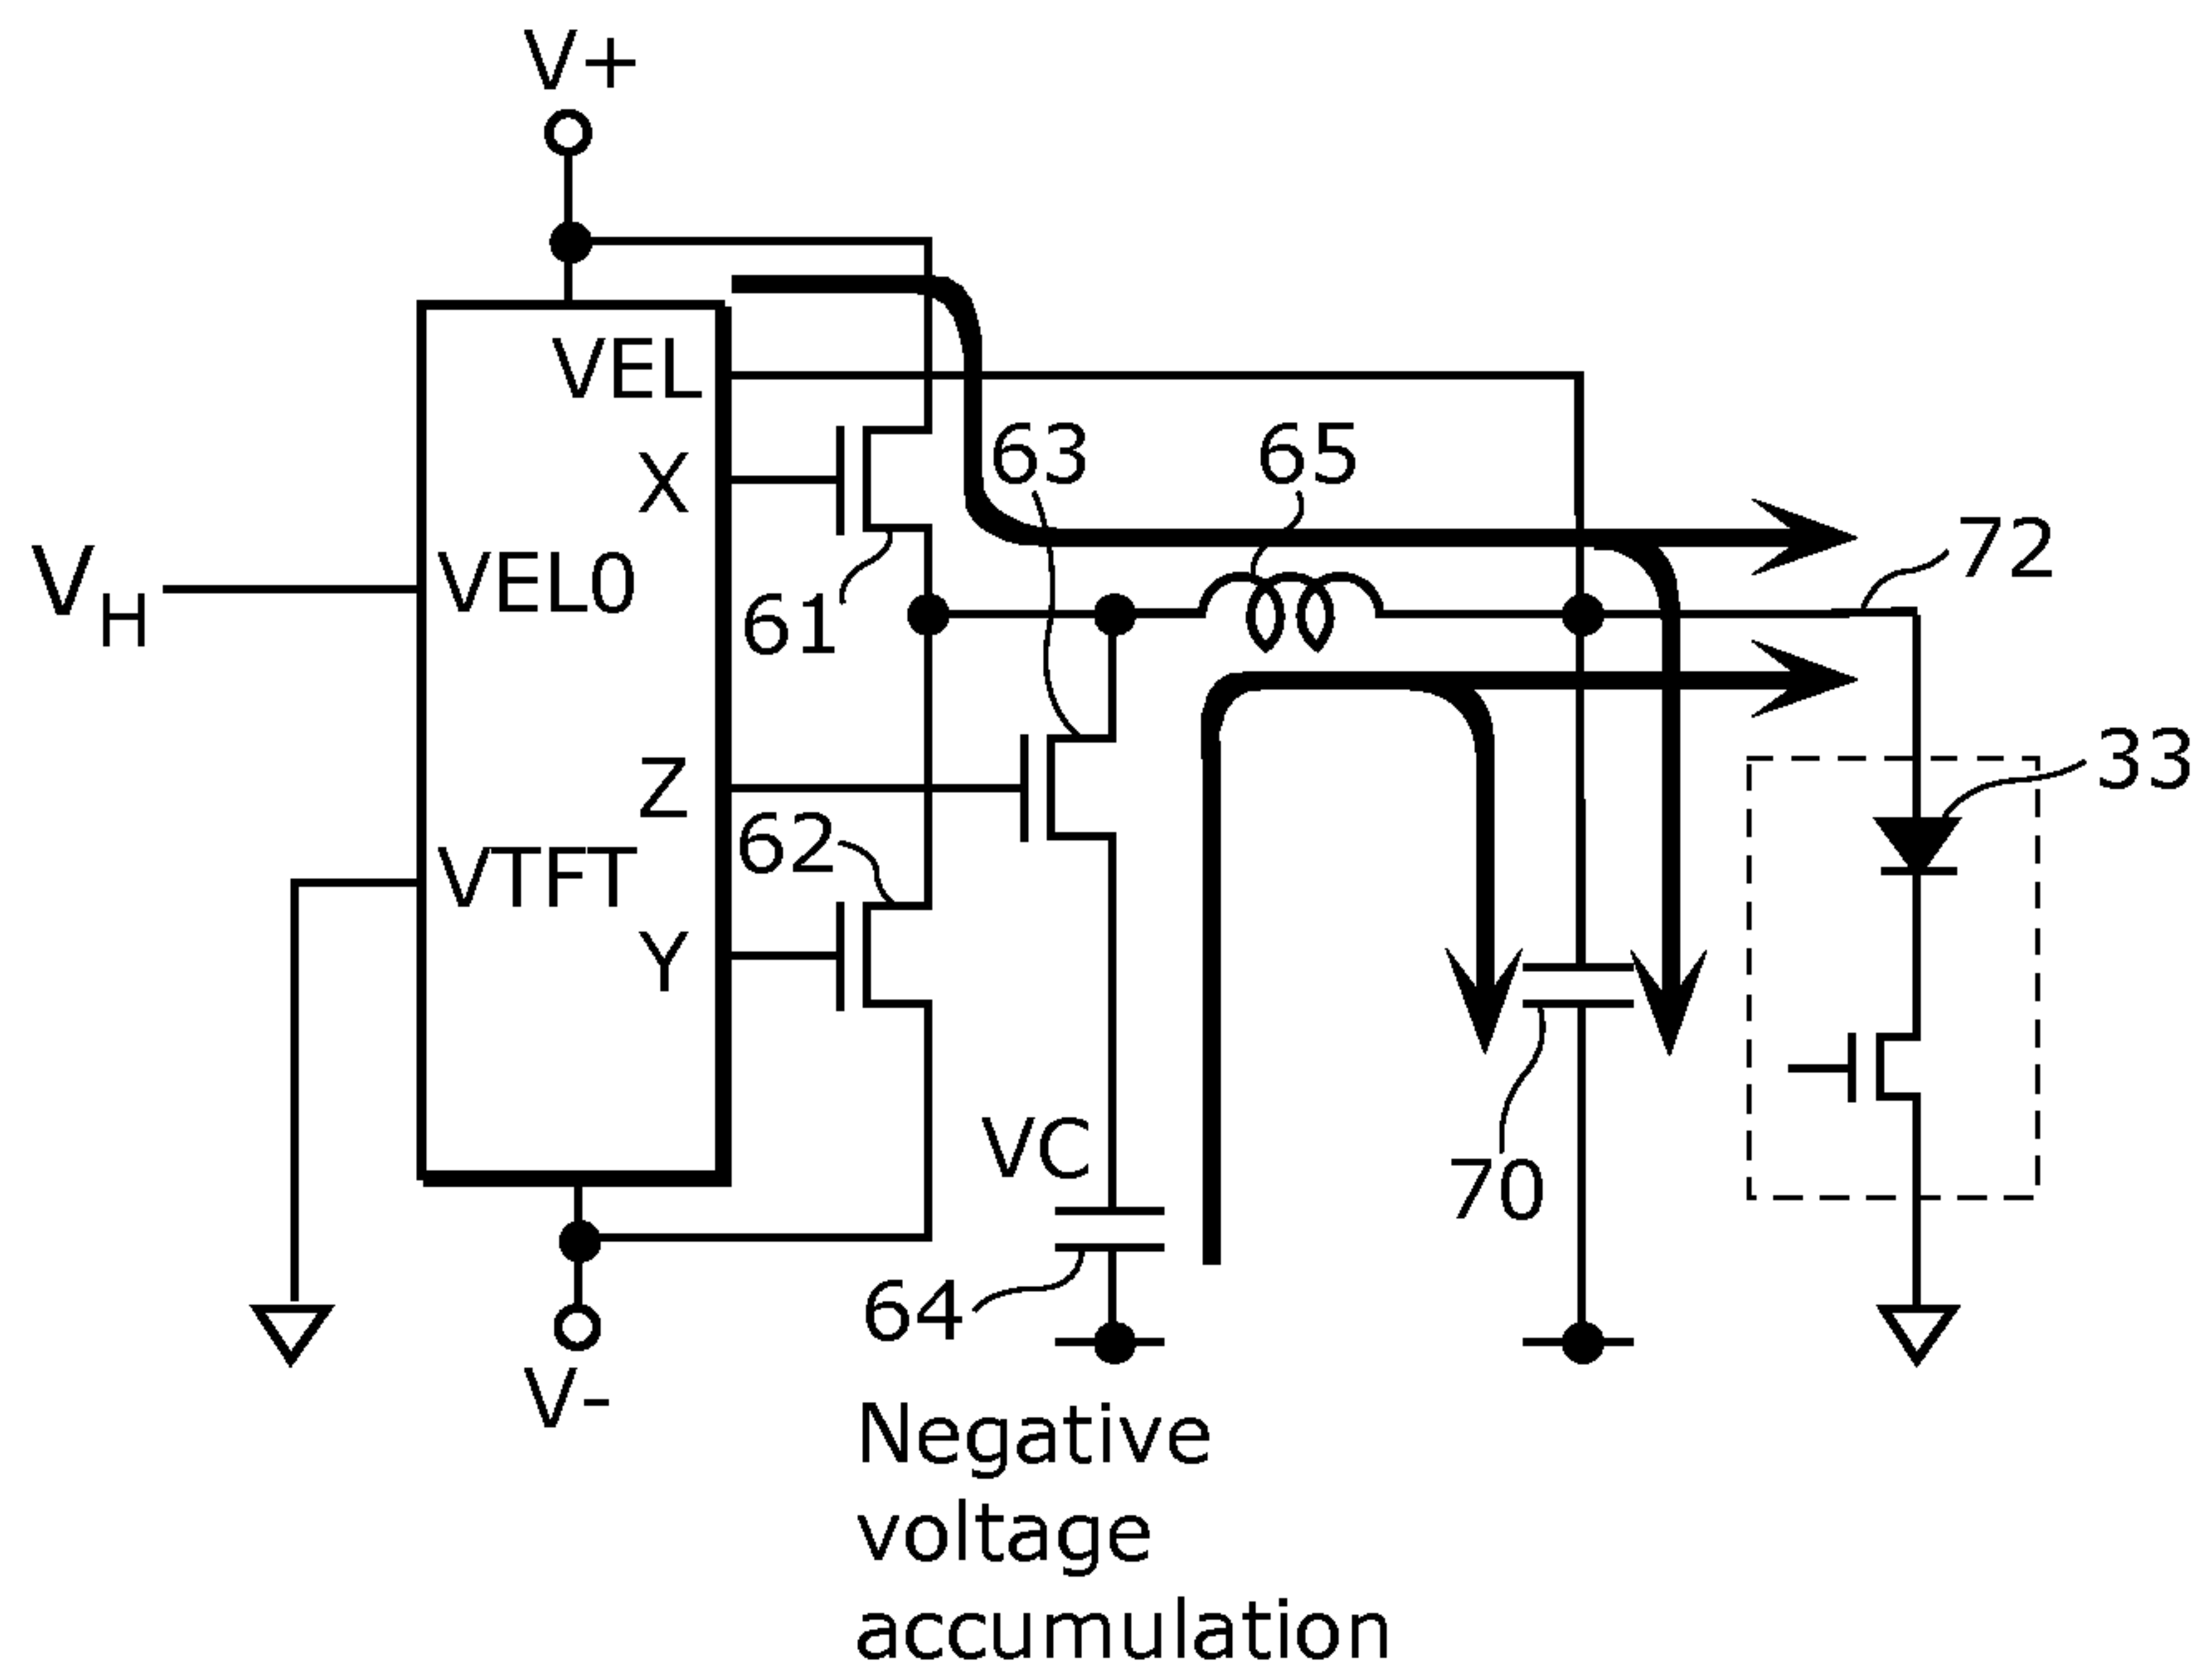 V+
VEL
X
63
65
72
VH
VEL0
61
33
Z
62
VTFT
Y
VC
70
64
V-
Negative
voltage
accumulation